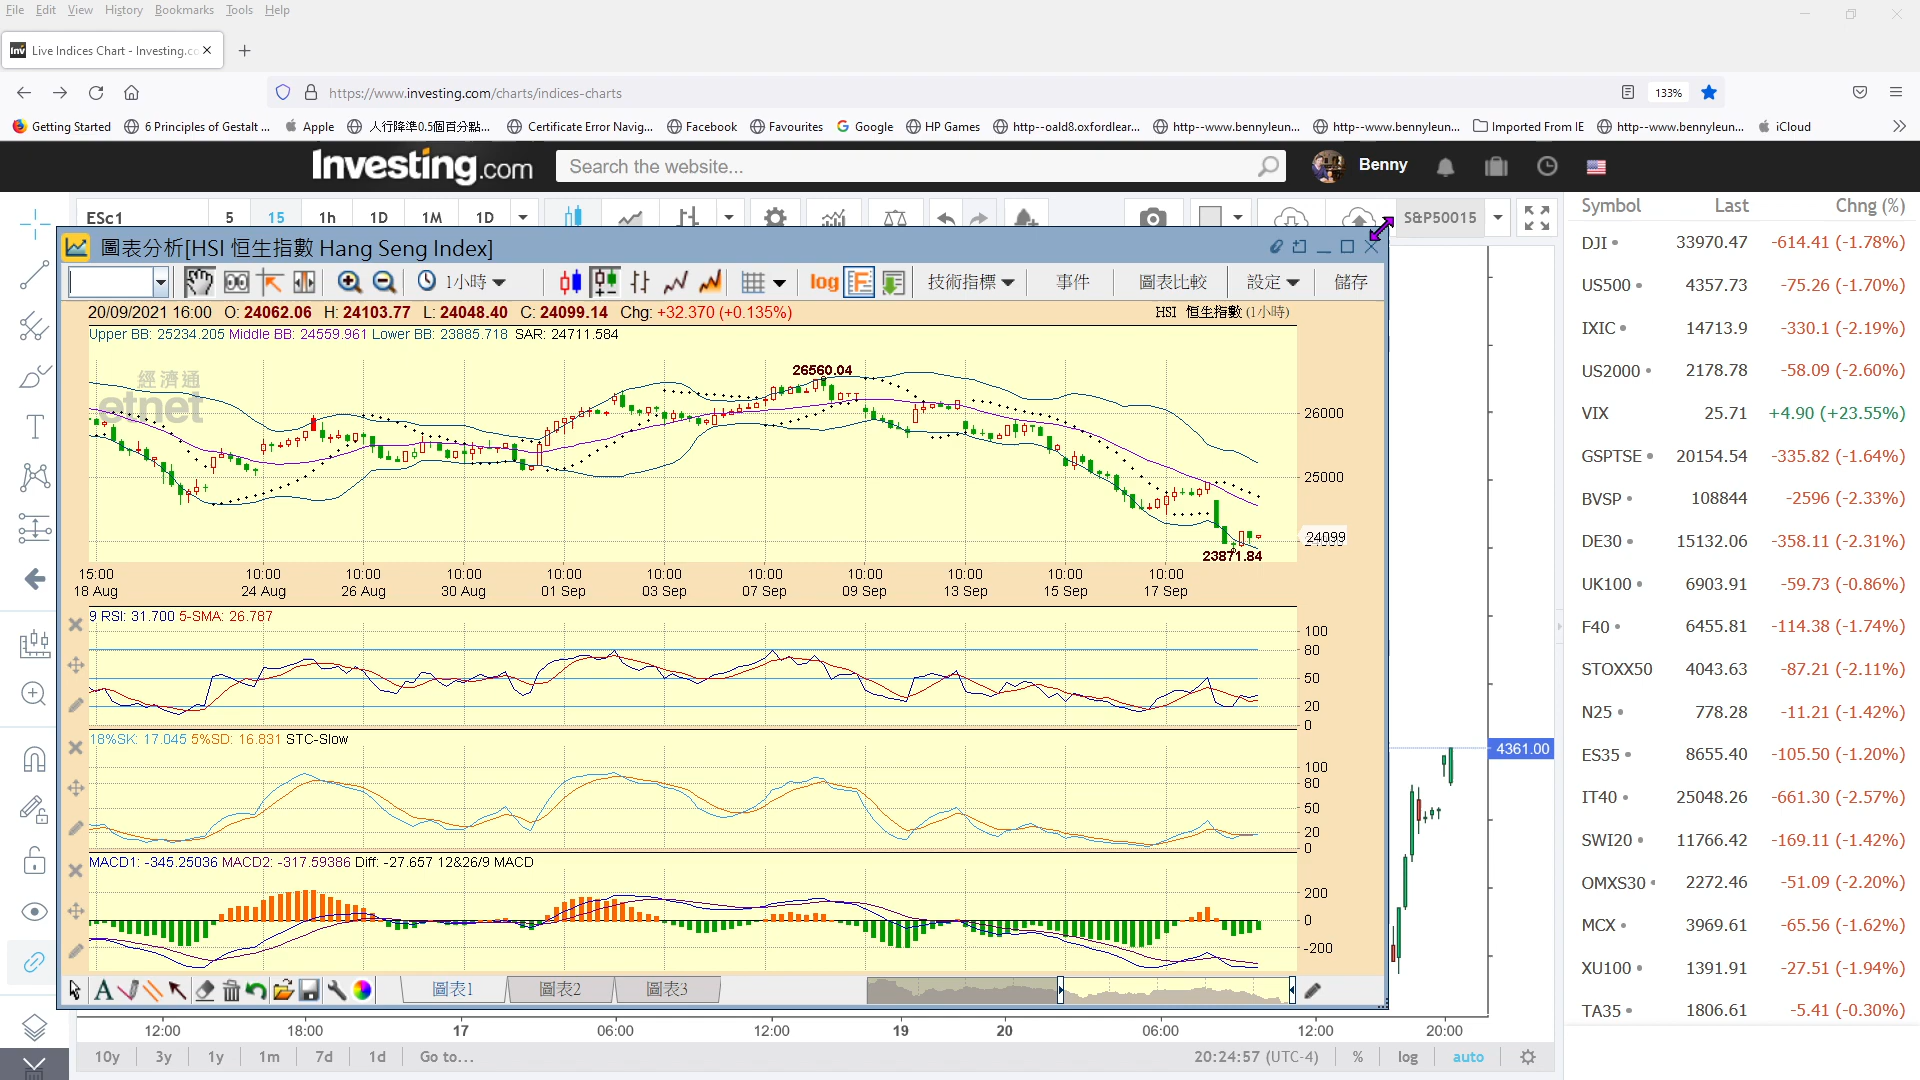 File Edit View History Bookmarks Tools Help
Live Indices Chart - Investing.co
https://www.investing.com/charts/indices-charts
133%
Getting Started 6 Principles of Gestalt ... Apple 人行降準0.5個百分點... Certificate Error Navig... Facebook Favourites Google HP Games http--oald8.oxfordlear... http--www.bennyleun... http--www.bennyleun... Imported From IE http--www.bennyleun... iCloud
Investing.com Search the website... Benny
ESc1 5 15 1h 1D 1M 1D S&P50015
Symbol Last Chng (%)
DJI 33970.47 -614.41 (-1.78%)
US500 4357.73 -75.26 (-1.70%)
IXIC 14713.9 -330.1 (-2.19%)
US2000 2178.78 -58.09 (-2.60%)
VIX 25.71 +4.90 (+23.55%)
GSPTSE 20154.54 -335.82 (-1.64%)
BVSP 108844 -2596 (-2.33%)
DE30 15132.06 -358.11 (-2.31%)
UK100 6903.91 -59.73 (-0.86%)
F40 6455.81 -114.38 (-1.74%)
STOXX50 4043.63 -87.21 (-2.11%)
N25 778.28 -11.21 (-1.42%)
ES35 8655.40 -105.50 (-1.20%)
IT40 25048.26 -661.30 (-2.57%)
SWI20 11766.42 -169.11 (-1.42%)
OMXS30 2272.46 -51.09 (-2.20%)
MCX 3969.61 -65.56 (-1.62%)
XU100 1391.91 -27.51 (-1.94%)
TA35 1806.61 -5.41 (-0.30%)
圖表分析[HSI 恒生指數 Hang Seng Index]
1小時 log 技術指標 事件 圖表比較 設定 儲存
20/09/2021 16:00 O: 24062.06 H: 24103.77 L: 24048.40 C: 24099.14 Chg: +32.370 (+0.135%) HSI 恒生指數 (1小時)
Upper BB: 25234.205 Middle BB: 24559.961 Lower BB: 23885.718 SAR: 24711.584
經濟通
etnet
26560.04
26000
25000
24099
23871.84
15:00 10:00 10:00 10:00 10:00 10:00 10:00 10:00 10:00 10:00 10:00
18 Aug 24 Aug 26 Aug 30 Aug 01 Sep 03 Sep 07 Sep 09 Sep 13 Sep 15 Sep 17 Sep
9 RSI: 31.700 5-SMA: 26.787
100
80
50
20
0
18%SK: 17.045 5%SD: 16.831 STC-Slow
100
80
50
20
0
MACD1: -345.25036 MACD2: -317.59386 Diff: -27.657 12&26/9 MACD
200
0
-200
圖表1 圖表2 圖表3
4361.00
12:00 18:00 17 06:00 12:00 19 20 06:00 12:00 20:00
10y 3y 1y 1m 7d 1d Go to... 20:24:57 (UTC-4) % log auto